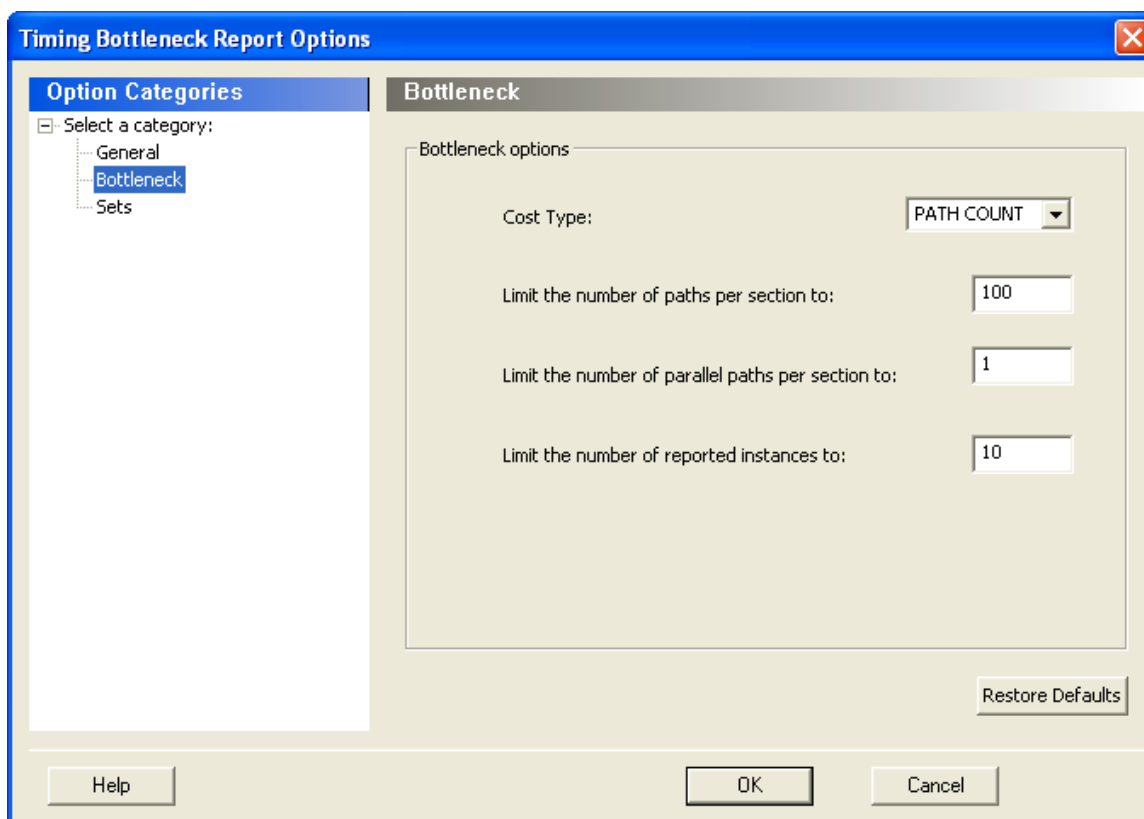 Timing Bottleneck Report Options
Option Categories
Select a category:
General
Bottleneck
Sets
Bottleneck
Bottleneck options
Cost Type:
PATH COUNT
Limit the number of paths per section to:
100
Limit the number of parallel paths per section to:
1
Limit the number of reported instances to:
10
Restore Defaults
Help
OK
Cancel